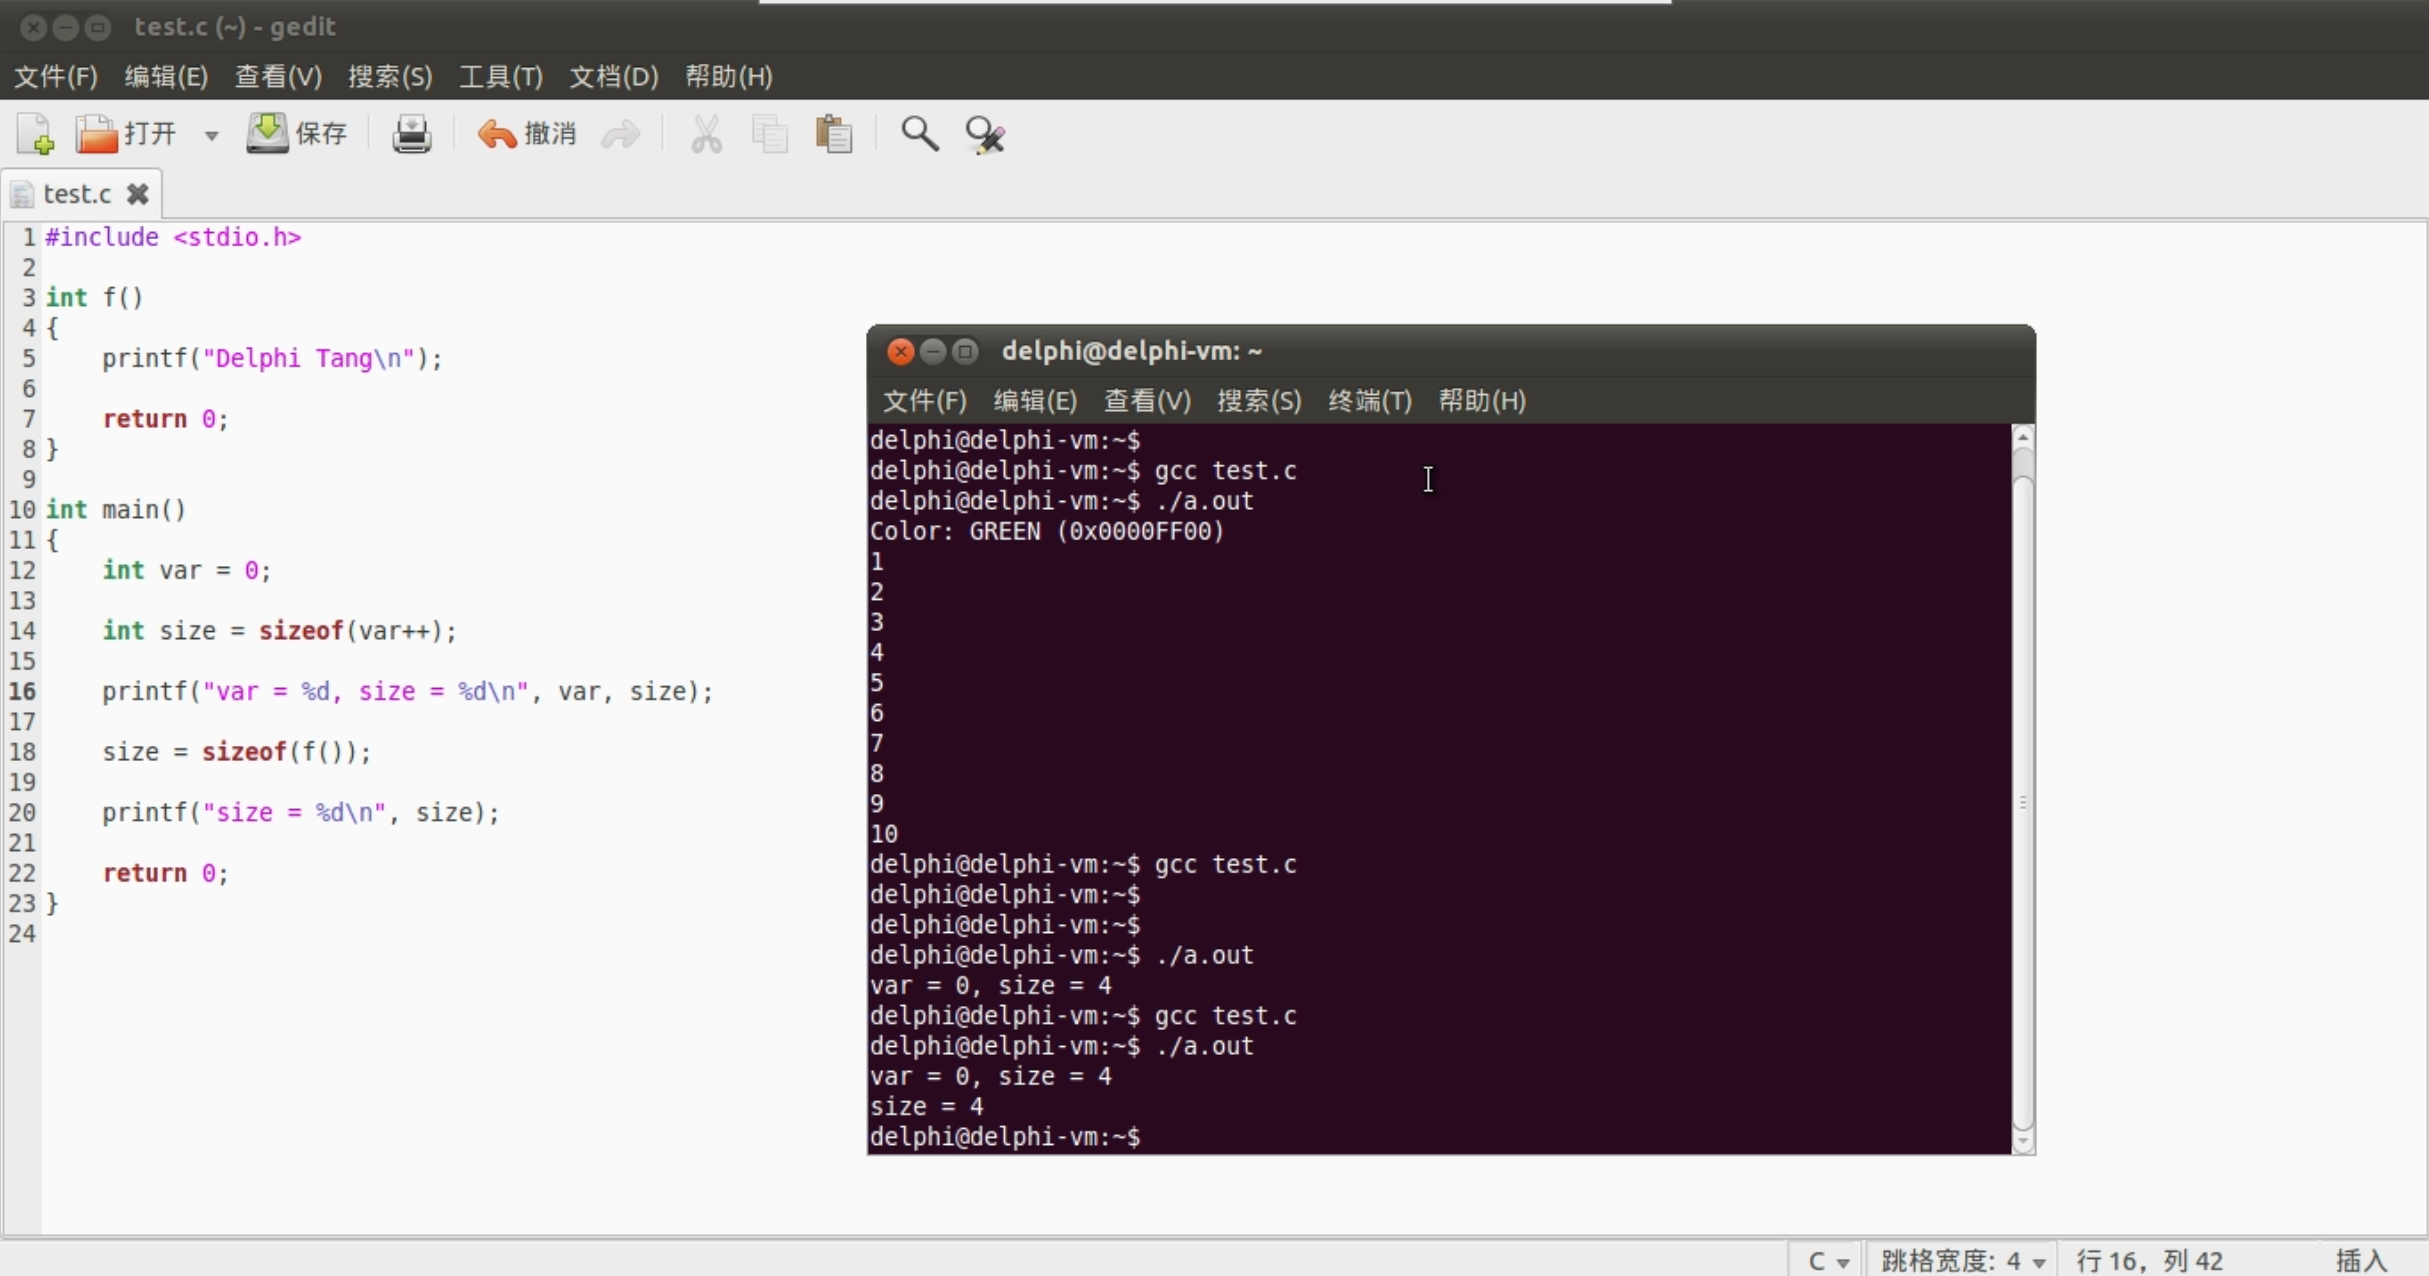 test.c (~) - gedit
文件(F) 编辑(E) 查看(V) 搜索(S) 工具(T) 文档(D) 帮助(H)
打开 保存 撤消
test.c
1 #include <stdio.h>
2
3 int f()
4 {
5     printf("Delphi Tang\n");
6
7     return 0;
8 }
9
10 int main()
11 {
12     int var = 0;
13
14     int size = sizeof(var++);
15
16     printf("var = %d, size = %d\n", var, size);
17
18     size = sizeof(f());
19
20     printf("size = %d\n", size);
21
22     return 0;
23 }
24
delphi@delphi-vm: ~
文件(F) 编辑(E) 查看(V) 搜索(S) 终端(T) 帮助(H)
delphi@delphi-vm:~$
delphi@delphi-vm:~$ gcc test.c
delphi@delphi-vm:~$ ./a.out
Color: GREEN (0x0000FF00)
1
2
3
4
5
6
7
8
9
10
delphi@delphi-vm:~$ gcc test.c
delphi@delphi-vm:~$
delphi@delphi-vm:~$
delphi@delphi-vm:~$ ./a.out
var = 0, size = 4
delphi@delphi-vm:~$ gcc test.c
delphi@delphi-vm:~$ ./a.out
var = 0, size = 4
size = 4
delphi@delphi-vm:~$
C 跳格宽度: 4 行 16，列 42 插入